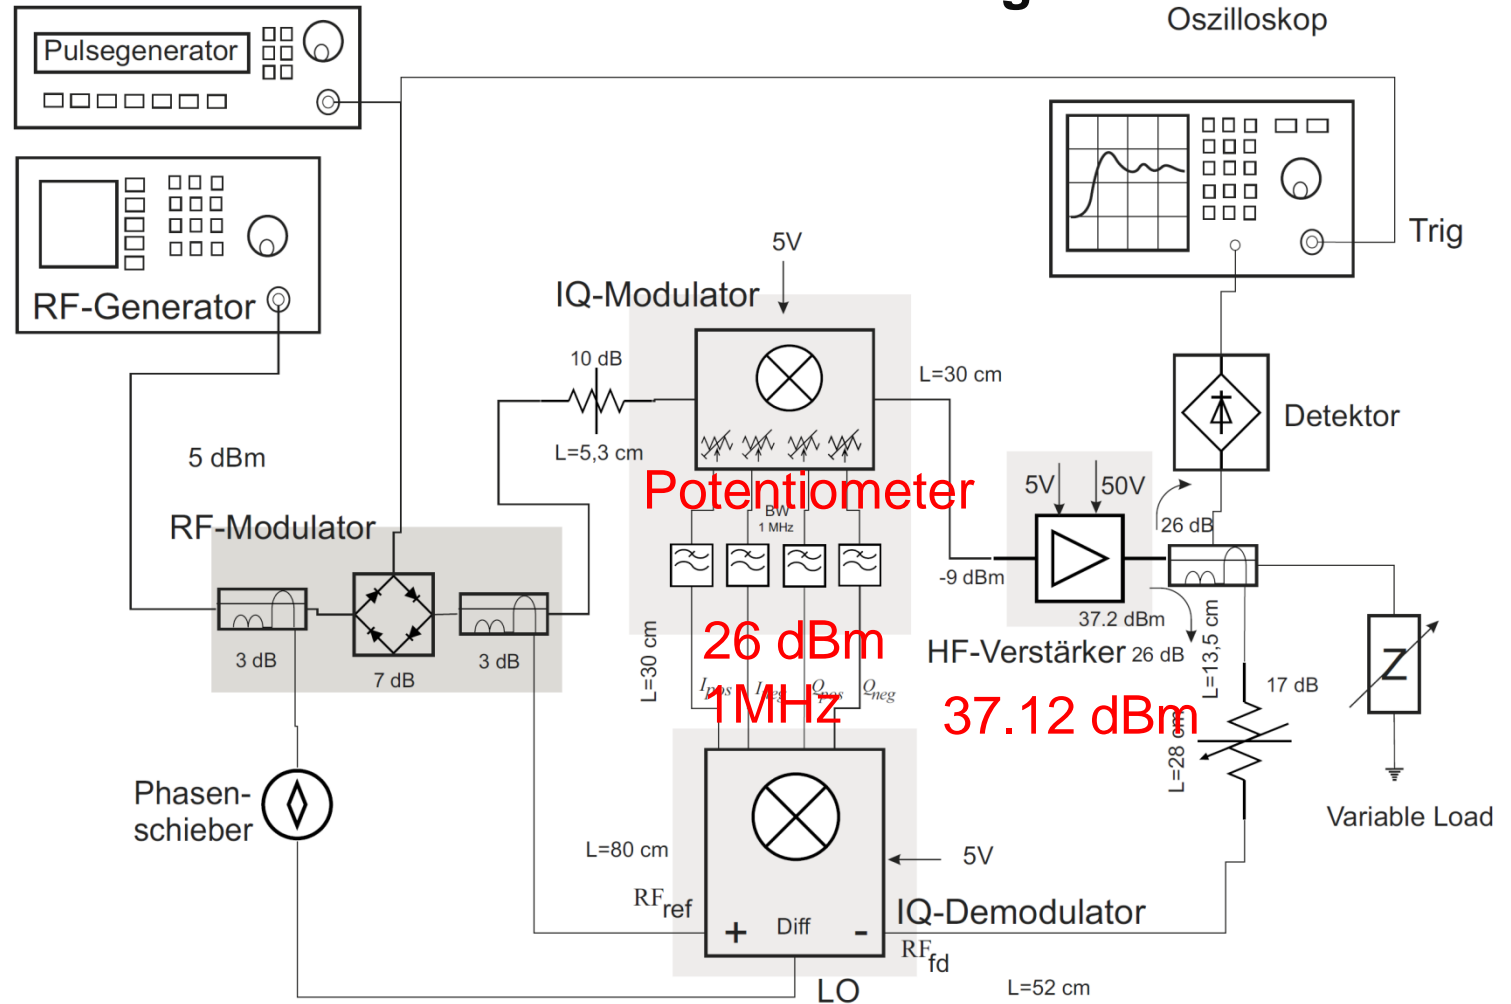 g
Oszilloskop
Pulsegenerator
Trig
RF-Generator
5V
IQ-Modulator
10 dB
L=30 cm
L=5,3 cm
Detektor
5 dBm
5V
50V
Potentiometer
BW
1 MHz
26 dB
RF-Modulator
-9 dBm
37.2 dBm
3 dB
7 dB
3 dB
L=30 cm
26 dBm
HF-Verstärker
26 dB
L=13,5 cm
Z
17 dB
Ipos
Ineg
Qpos
Qneg
1MHz
37.12 dBm
L=28 cm
Phasen-
schieber
Variable Load
L=80 cm
5V
RFref
+
Diff
-
IQ-Demodulator
RFfd
LO
L=52 cm